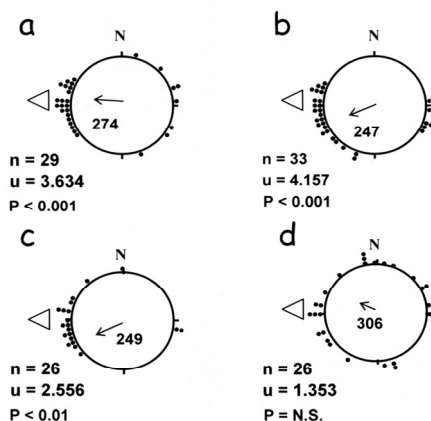 a
N
274
n = 29
u = 3.634
P < 0.001
b
N
247
n = 33
u = 4.157
P < 0.001
c
N
249
n = 26
u = 2.556
P < 0.01
d
N
306
n = 26
u = 1.353
P = N.S.